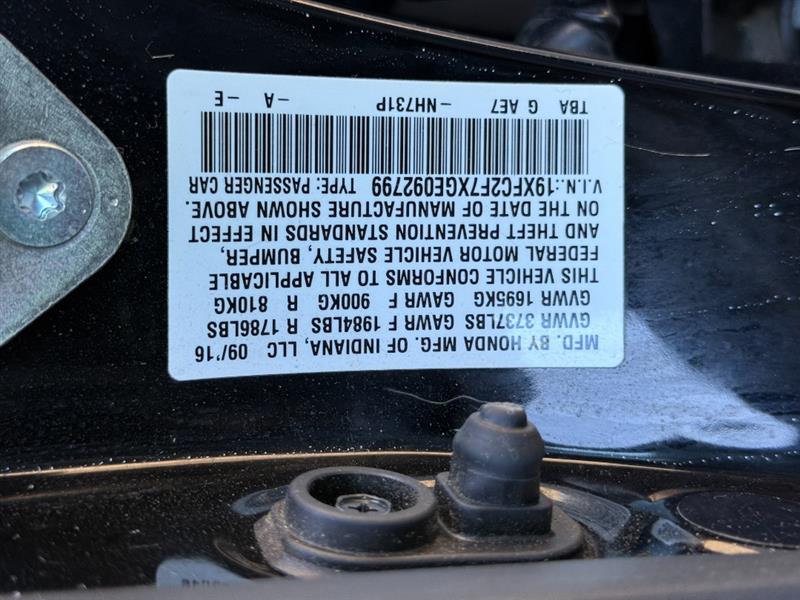 MFD. BY HONDA MFG. OF INDIANA, LLC 09/'16
GVWR 3737LBS GAWR F 1984LBS R 1786LBS
GVWR 1695KG GAWR F 900KG R 810KG
THIS VEHICLE CONFORMS TO ALL APPLICABLE
FEDERAL MOTOR VEHICLE SAFETY, BUMPER,
AND THEFT PREVENTION STANDARDS IN EFFECT
ON THE DATE OF MANUFACTURE SHOWN ABOVE.
V.I.N.:19XFC2F7XGE092799 TYPE: PASSENGER CAR
TBA G AE7 -NH731P -A -E